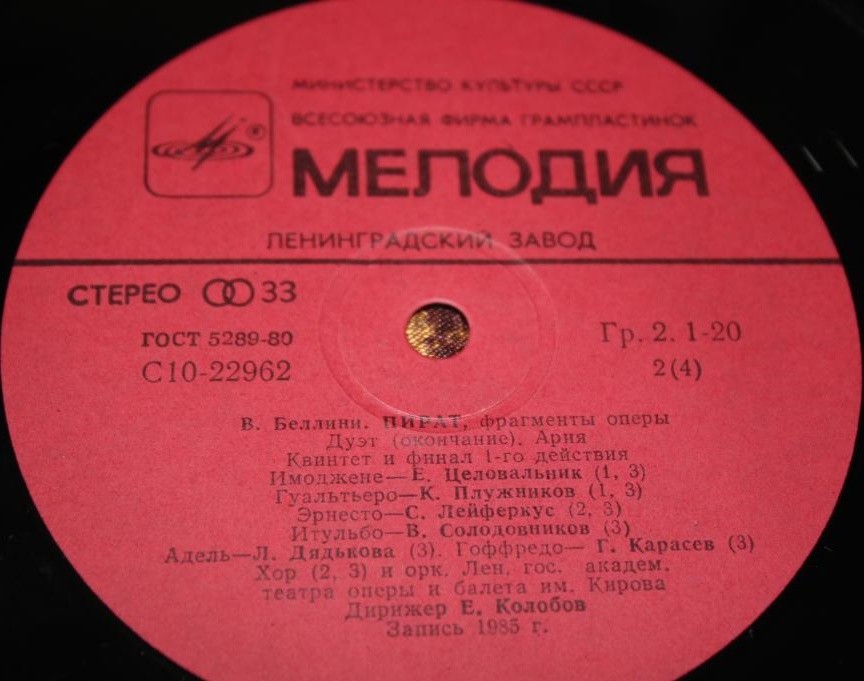 МИНИСТЕРСТВО КУЛЬТУРЫ СССР
ВСЕСОЮЗНАЯ ФИРМА ГРАМПЛАСТИНОК
®
МЕЛОДИЯ
ЛЕНИНГРАДСКИЙ ЗАВОД
СТЕРЕО 33
ГОСТ 5289-80
С10-22962
Гр. 2. 1-20
2(4)
В. Беллини. ПИРАТ, фрагменты оперы
Дуэт (окончание). Ария
Квинтет и финал 1-го действия
Имоджене—Е. Целовальник (1, 3)
Гуальтьеро—К. Плужников (1, 3)
Эрнесто—С. Лейферкус (2, 3)
Итульбо—В. Солодовников (3)
Адель—Л. Дядькова (3). Гоффредо— Г. Карасев (3)
Хор (2, 3) и орк. Лен. гос. академ.
театра оперы и балета им. Кирова
Дирижер Е. Колобов
Запись 1985 г.